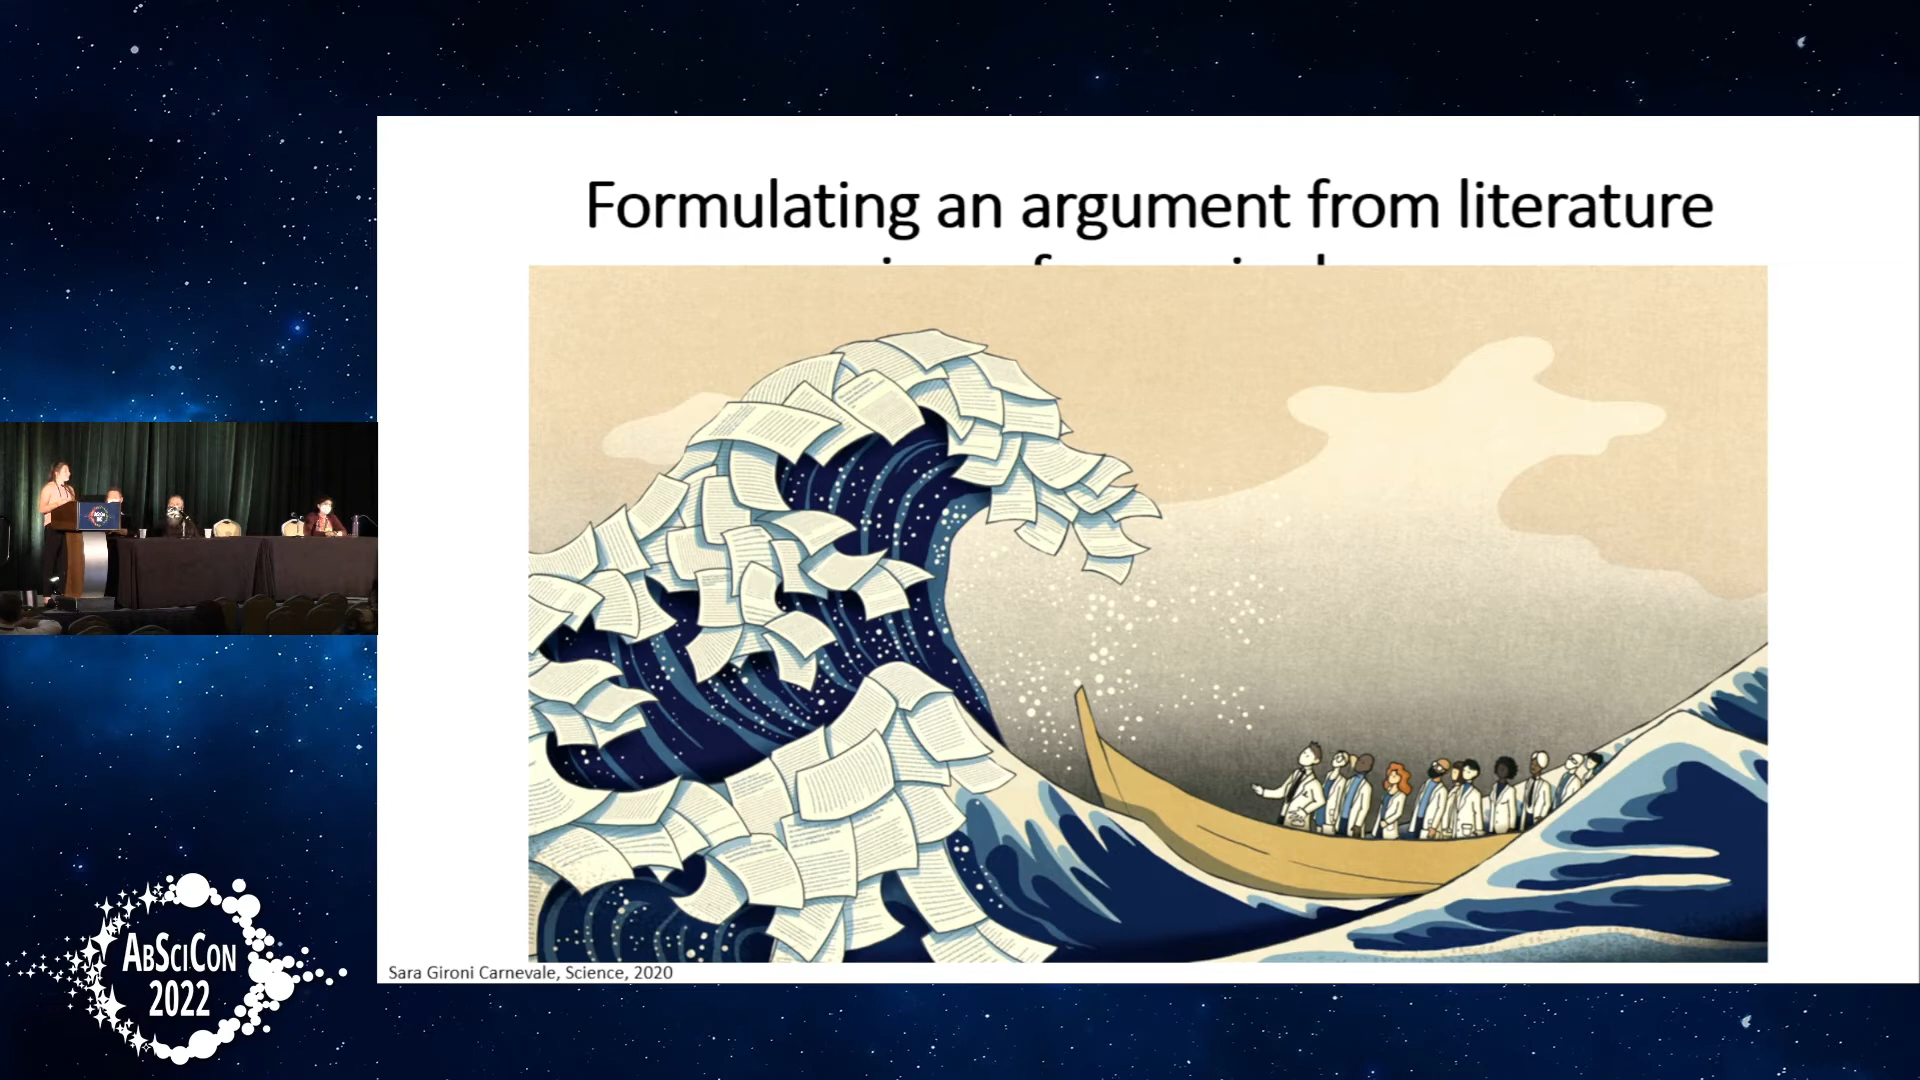 Formulating an argument from literature
Sara Gironi Carnevale, Science, 2020
ABSCICON
2022